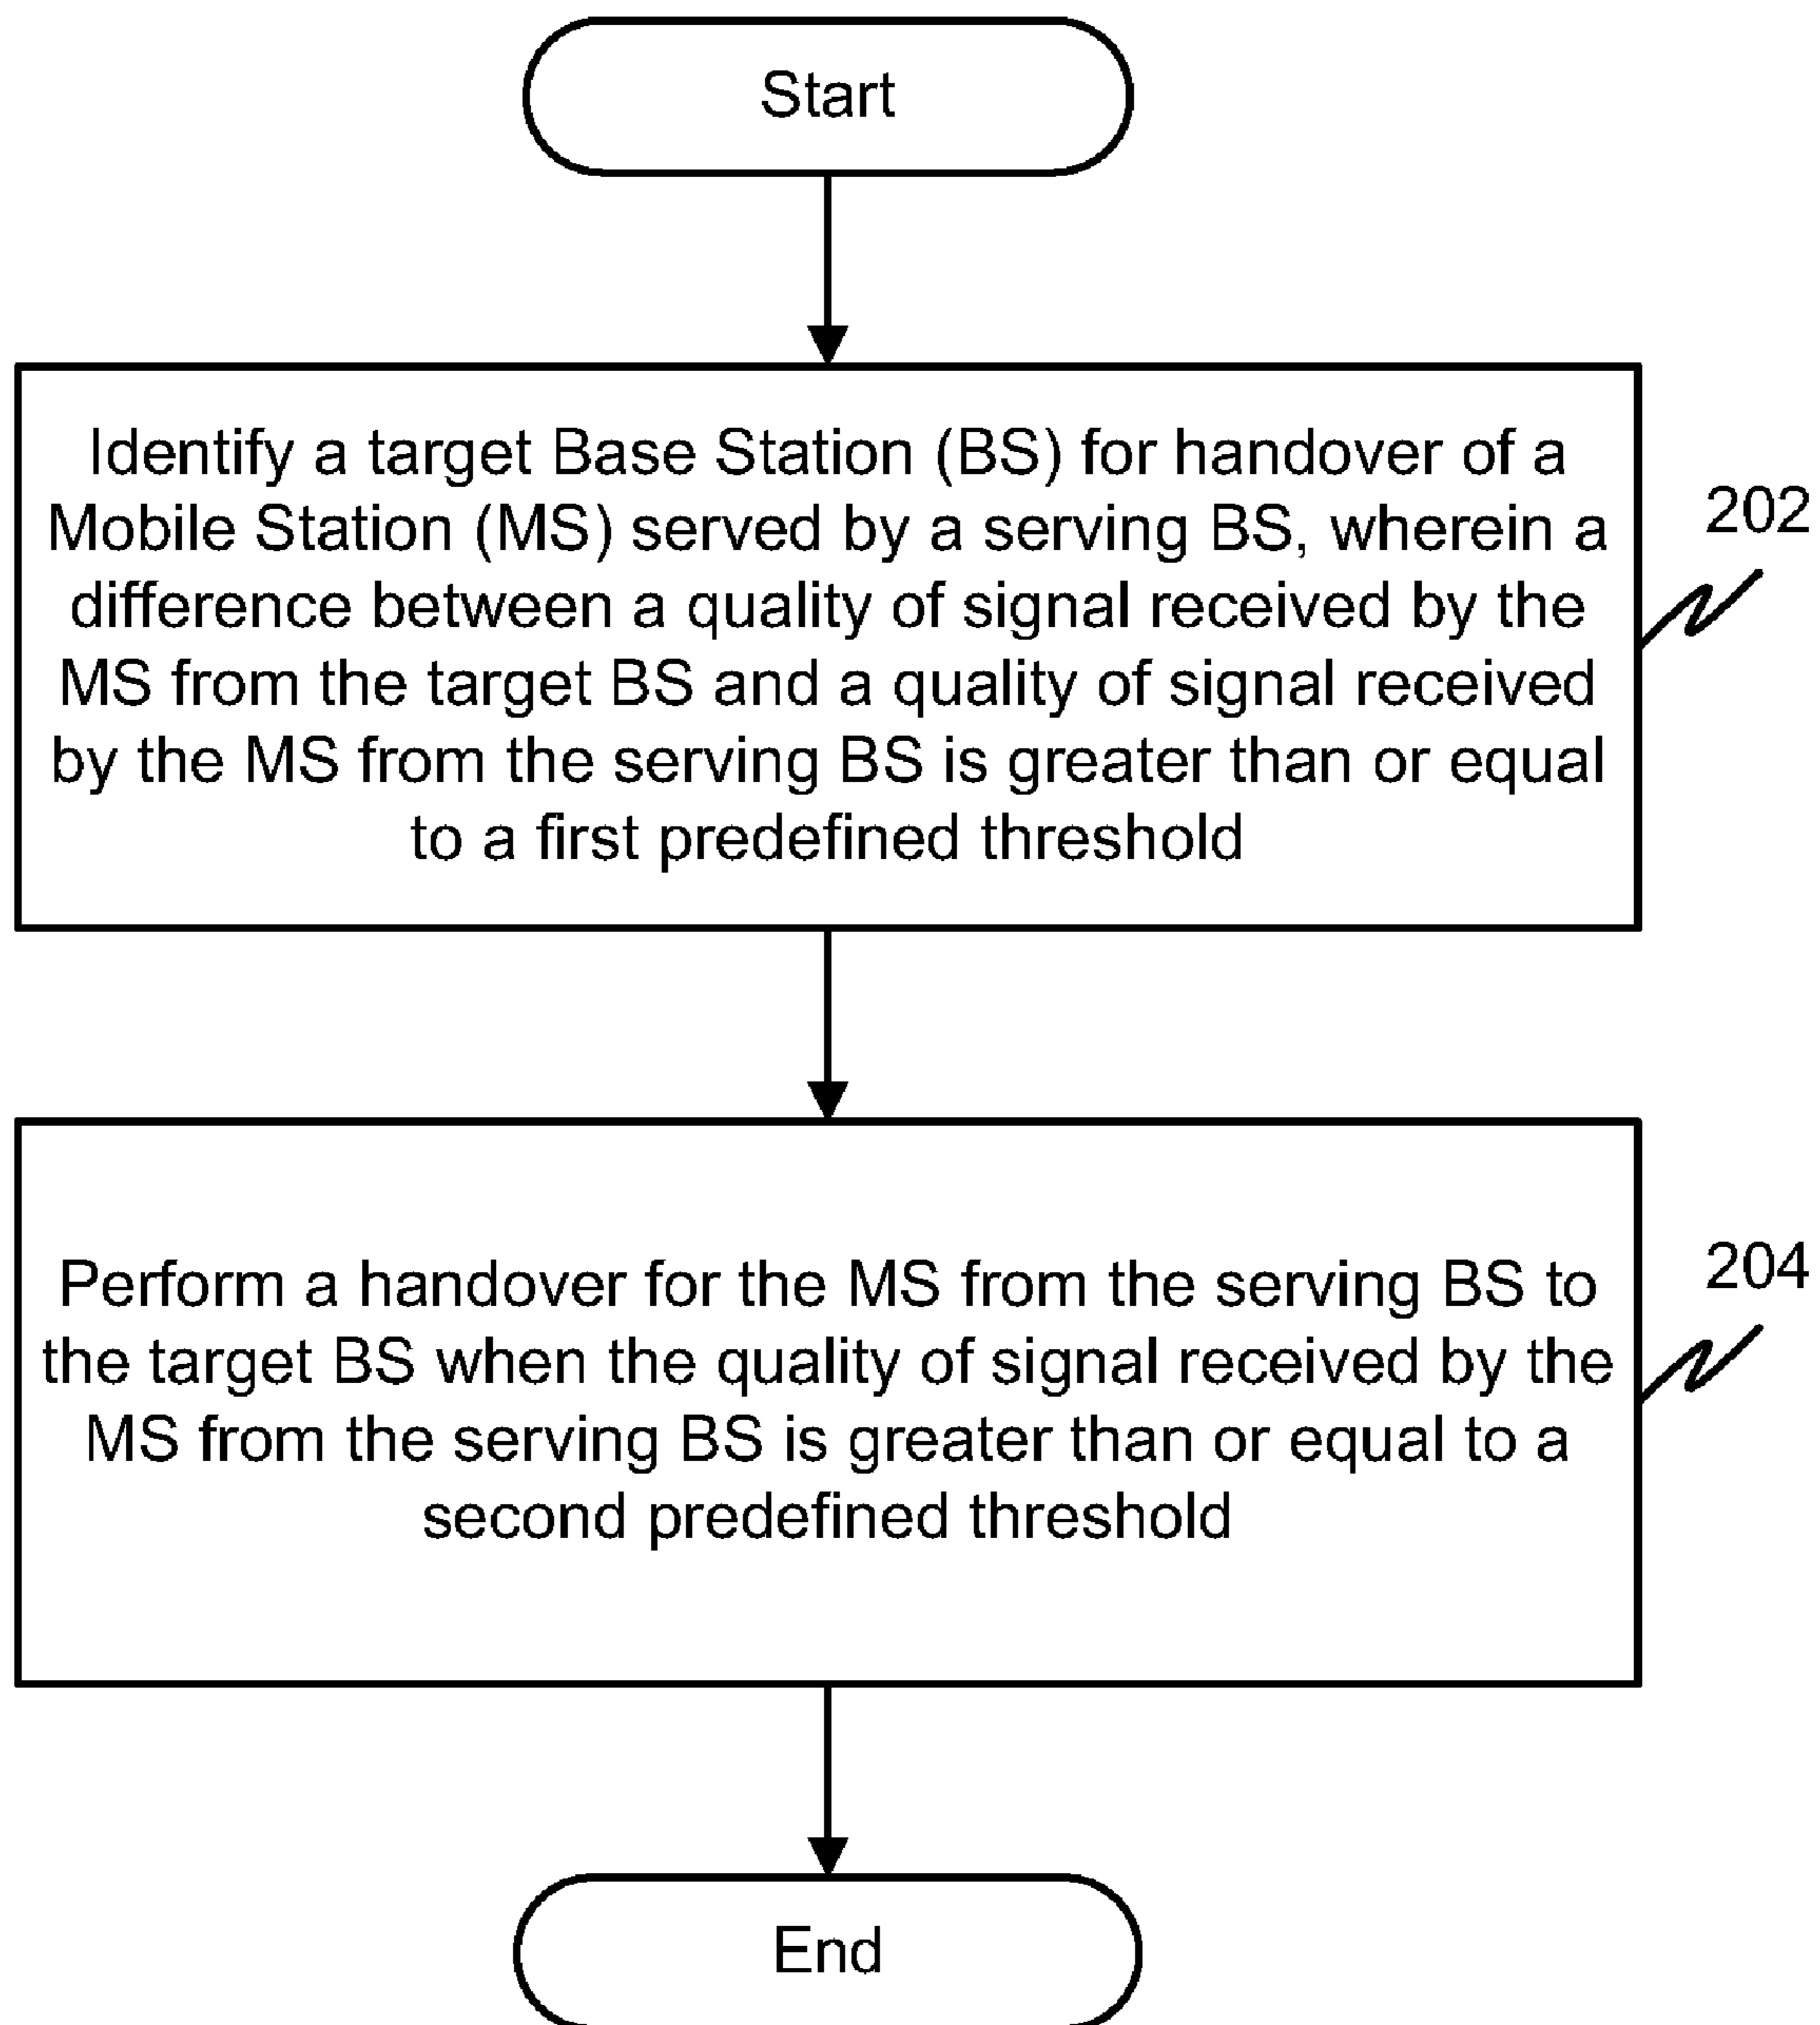 Start
Identify a target Base Station (BS) for handover of a
Mobile Station (MS) served by a serving BS, wherein a
difference between a quality of signal received by the
MS from the target BS and a quality of signal received
by the MS from the serving BS is greater than or equal
to a first predefined threshold
202
Perform a handover for the MS from the serving BS to
the target BS when the quality of signal received by the
MS from the serving BS is greater than or equal to a
second predefined threshold
204
End